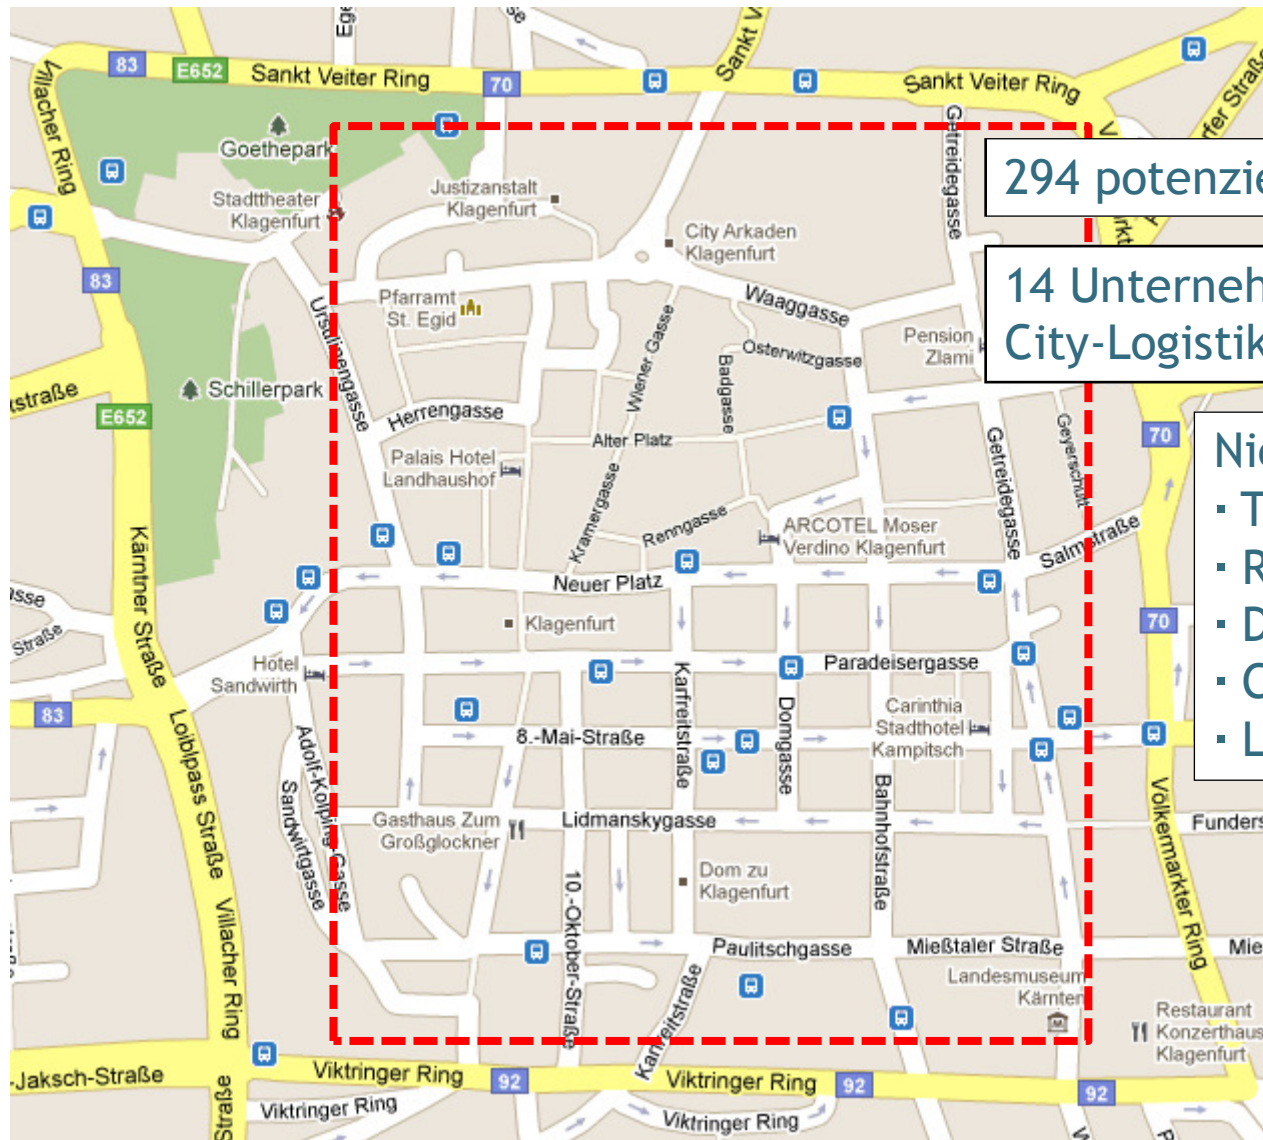 83
E652
Sankt Veiter Ring
70
Sankt Veiter Ring
Villacher Ring
Goethepark
Stadttheater
Klagenfurt
Justizanstalt
Klagenfurt
Getreidegasse
294
City Arkaden
Klagenfurt
83
Pfarramt
St. Egid
Waaggasse
14
City-Logistik
Ursulinengasse
Wiener Gasse
Osterwitzgasse
Badgasse
Pension
Zlami
Schillerpark
E652
Herrengasse
Alter Platz
Getreidegasse
Geyerschütt
70
Palais Hotel
Landhaushof
Kramergasse
Renngasse
ARCOTEL Moser
Verdino Klagenfurt
Salmstraße
Kärntner Straße
Neuer Platz
Straße
Klagenfurt
70
Hotel
Sandwirth
Paradeisergasse
83
Karfreitstraße
Domgasse
Carinthia
Stadthotel
Kampitsch
8.-Mai-Straße
Loiblpass Straße
Adolf-Kolping-Gasse
Sandwirtgasse
Bahnhofstraße
Völkermarkter Ring
Gasthaus Zum
Großglockner
Lidmanskygasse
Dom zu
Klagenfurt
10.-Oktober-Straße
Villacher Ring
Paulitschgasse
Mießtaler Straße
Landesmuseum
Kärnten
Karfreitstraße
Restaurant
Konzerthaus
Klagenfurt
-Jaksch-Straße
Viktringer Ring
92
Viktringer Ring
92
92
Viktringer Ring
Viktringer Ring